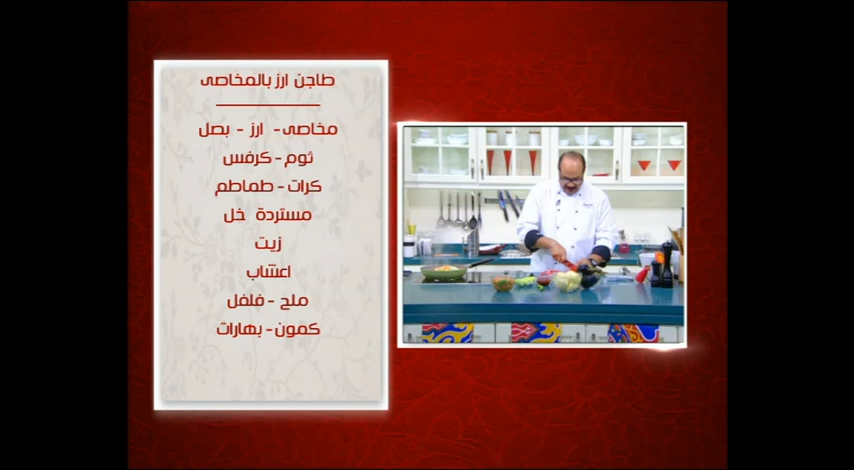 طاجن ارز بالمخاصى
مخاصى - ارز - بصل
ثوم - كرفس
كرات - طماطم
مستردة خل
زيت
اعشاب
ملح - فلفل
كمون - بهارات